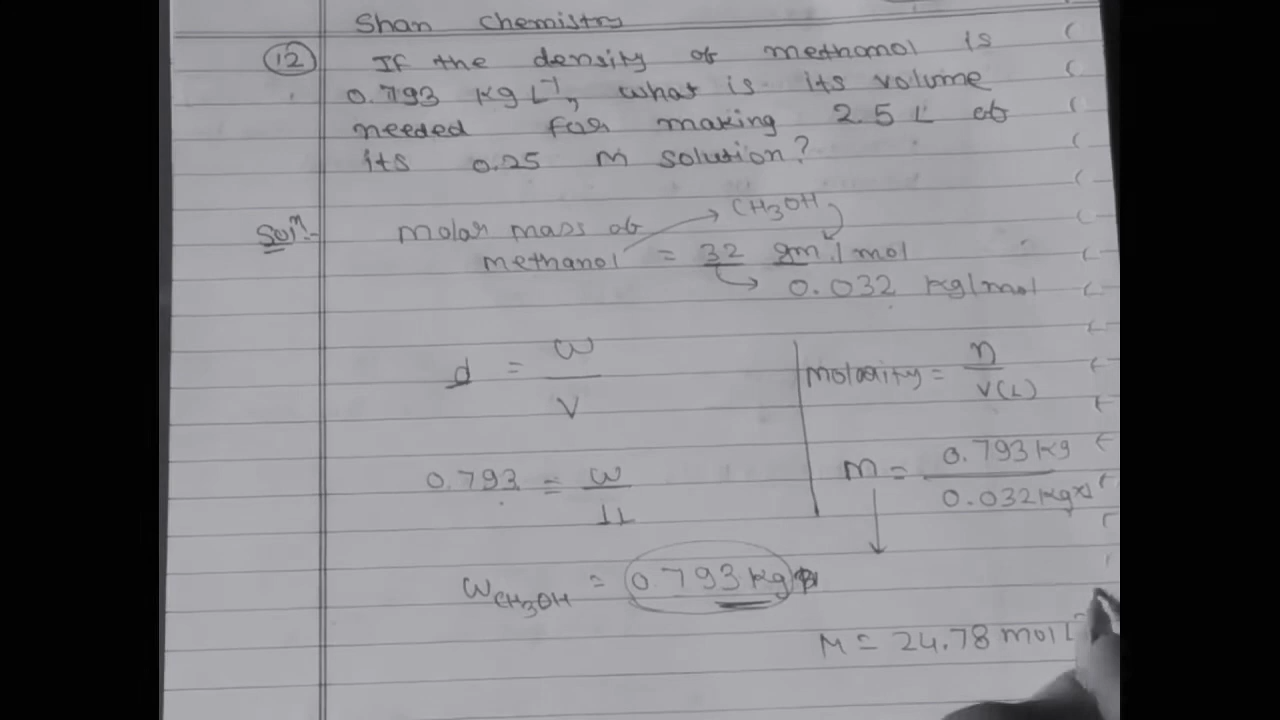 Shan Chemistry
12 If the density of methanol is
0.793 kg L⁻¹, what is its volume
needed for making 2.5 L of
its 0.25 M solution?
Solⁿ:- molar mass of CH₃OH
methanol = 32 gm/mol
0.032 kg/mol
d = W/V
molarity = n/V(L)
0.793 = W/1L
M = 0.793 kg/0.032 kg×1
W CH₃OH = 0.793 kg
M = 24.78 mol L⁻